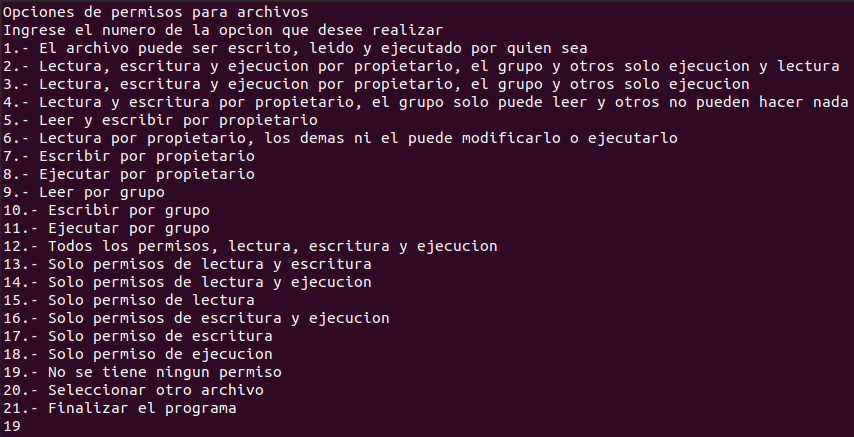 Opciones de permisos para archivos
Ingrese el numero de la opcion que desee realizar
1.- El archivo puede ser escrito, leido y ejecutado por quien sea
2.- Lectura, escritura y ejecucion por propietario, el grupo y otros solo ejecucion y lectura
3.- Lectura, escritura y ejecucion por propietario, el grupo y otros solo ejecucion
4.- Lectura y escritura por propietario, el grupo solo puede leer y otros no pueden hacer nada
5.- Leer y escribir por propietario
6.- Lectura por propietario, los demas ni el puede modificarlo o ejecutarlo
7.- Escribir por propietario
8.- Ejecutar por propietario
9.- Leer por grupo
10.- Escribir por grupo
11.- Ejecutar por grupo
12.- Todos los permisos, lectura, escritura y ejecucion
13.- Solo permisos de lectura y escritura
14.- Solo permisos de lectura y ejecucion
15.- Solo permiso de lectura
16.- Solo permisos de escritura y ejecucion
17.- Solo permiso de escritura
18.- Solo permiso de ejecucion
19.- No se tiene ningun permiso
20.- Seleccionar otro archivo
21.- Finalizar el programa
19